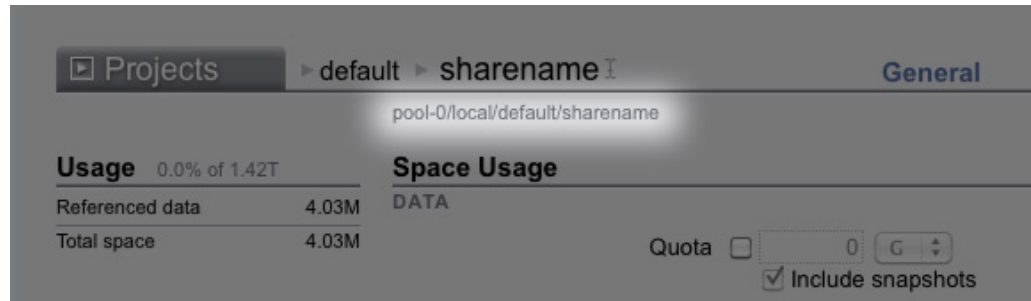 Projects default sharename General
pool-0/local/default/sharename
Usage 0.0% of 1.42T Space Usage
Referenced data 4.03M DATA
Total space 4.03M
Quota 0 G
Include snapshots